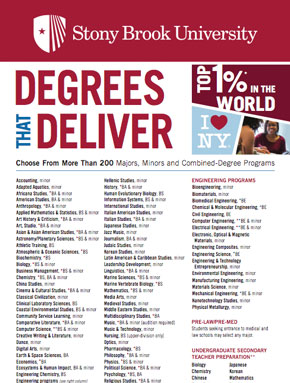 Stony Brook University
DEGREES
THAT
DELIVER
TOP 1%*
IN THE
WORLD
I NY.
Choose From More Than 200 Majors, Minors and Combined-Degree Programs
Accounting, minor
Adapted Aquatics, minor
Africana Studies, *BA & minor
American Studies, BA & minor
Anthropology, *BA & minor
Applied Mathematics & Statistics, BS & minor
Art History & Criticism, *BA & minor
Art, Studio, *BA & minor
Asian & Asian American Studies, *BA & minor
Astronomy/Planetary Sciences, *BS & minor
Athletic Training, BS
Atmospheric & Oceanic Sciences, *BS
Biochemistry, *BS
Biology, *BS & minor
Business Management, *BS & minor
Chemistry, *BS, BA & minor
China Studies, minor
Cinema & Cultural Studies, *BA & minor
Classical Civilization, minor
Clinical Laboratory Sciences, BS
Coastal Environmental Studies, BS & minor
Community Service Learning, minor
Comparative Literature, *BA & minor
Computer Science, *BS & minor
Creative Writing & Literature, minor
Dance, minor
Digital Arts, minor
Earth & Space Sciences, BA
Economics, *BA
Ecosystems & Human Impact, BA & minor
Engineering Chemistry, BS
Engineering programs (see right column)
Hellenic Studies, minor
History, *BA & minor
Human Evolutionary Biology, BS
Information Systems, BS & minor
International Studies, minor
Italian American Studies, minor
Italian Studies, *BA & minor
Japanese Studies, minor
Jazz Music, minor
Journalism, BA & minor
Judaic Studies, minor
Korean Studies, minor
Latin American & Caribbean Studies, minor
Leadership Development, minor
Linguistics, *BA & minor
Marine Sciences, BS & minor
Marine Vertebrate Biology, *BS
Mathematics, *BS & minor
Media Arts, minor
Medieval Studies, minor
Middle Eastern Studies, minor
Multidisciplinary Studies, *BA
Music, *BA & minor (audition required)
Music & Technology, minor
Nursing, BS (upper-division only)
Optics, minor
Pharmacology, *BS
Philosophy, *BA & minor
Physics, *BS & minor
Political Science, *BA & minor
Psychology, *BS, BA
Religious Studies, *BA & minor
ENGINEERING PROGRAMS
Bioengineering, minor
Biomaterials, minor
Biomedical Engineering, *BE
Chemical & Molecular Engineering, *BE
Civil Engineering, BE
Computer Engineering, **BE & minor
Electrical Engineering, **BE & minor
Electronic, Optical & Magnetic
Materials, minor
Engineering Composites, minor
Engineering Science, *BE
Engineering & Technology
Entrepreneurship, minor
Environmental Engineering, minor
Manufacturing Engineering, minor
Materials Science, minor
Mechanical Engineering, *BE & minor
Nanotechnology Studies, minor
Physical Metallurgy, minor
PRE-LAW/PRE-MED
Students seeking entrance to medical and
law schools may select any major.
UNDERGRADUATE SECONDARY
TEACHER PREPARATION**
Biology
Chemistry
Chinese
Japanese
Korean
Mathematics